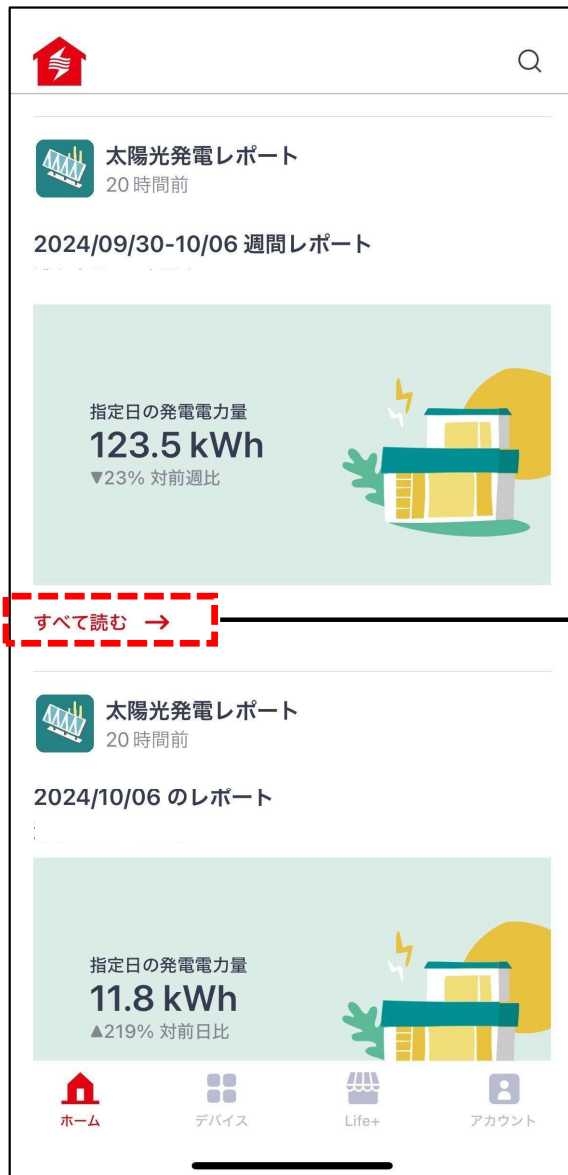 太陽光発電レポート
20時間前
2024/09/30-10/06 週間レポート
指定日の発電電力量
123.5 kWh
▼23% 対前週比
すべて読む →
太陽光発電レポート
20時間前
2024/10/06 のレポート
指定日の発電電力量
11.8 kWh
▲219% 対前日比
ホーム
デバイス
Life+
アカウント